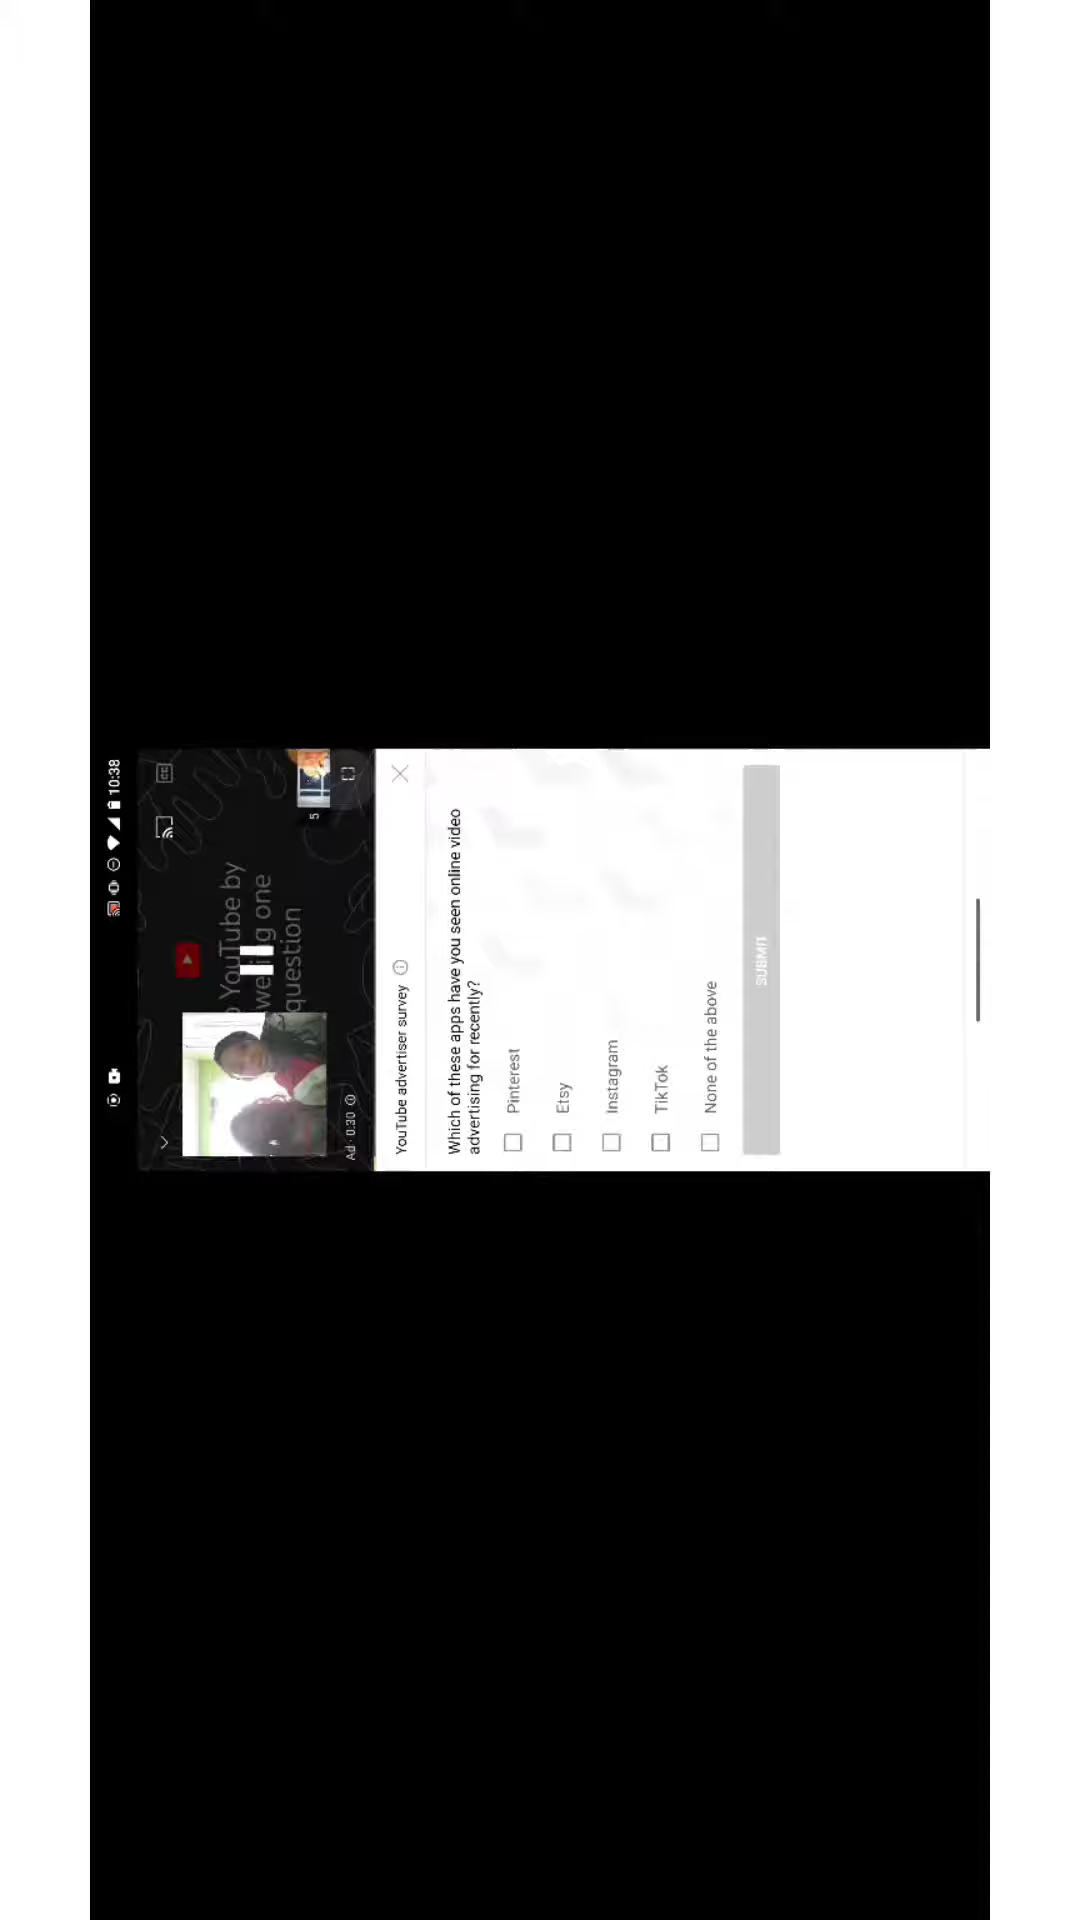 10:38
YouTube by
one
question
5
Ad · 0:30
YouTube advertiser survey
Which of these apps have you seen online video
advertising for recently?
Pinterest
Etsy
Instagram
TikTok
None of the above
SUBMIT